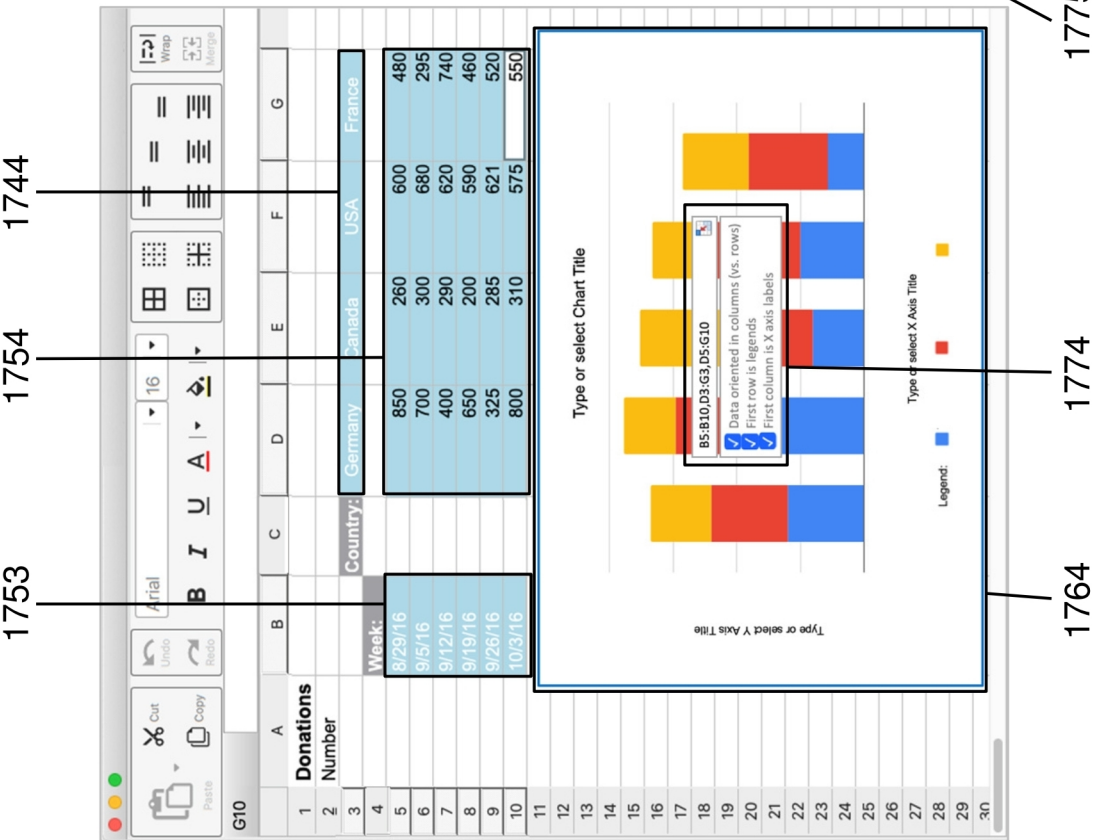 1753
1754
1744
Cut
Copy
Paste
Undo
Redo
Arial
16
B I U A
Wrap
Merge
G10
A B C D E F G
1 Donations
2 Number
3 Country: Germany Canada USA France
4 Week:
5 8/29/16 850 260 600 480
6 9/5/16 700 300 680 295
7 9/12/16 400 290 620 740
8 9/19/16 650 200 590 460
9 9/26/16 325 285 621 520
10 10/3/16 800 310 575 550
11
12
13
14
15
16
17
18
19
20
21
22
23
24
25
26
27
28
29
30
Type or select Chart Title
Type or select Y Axis Title
B5:B10,D3:G3,D5:G10
Data oriented in columns (vs. rows)
First row is legends
First column is X axis labels
Type or select X Axis Title
Legend:
1764
1774